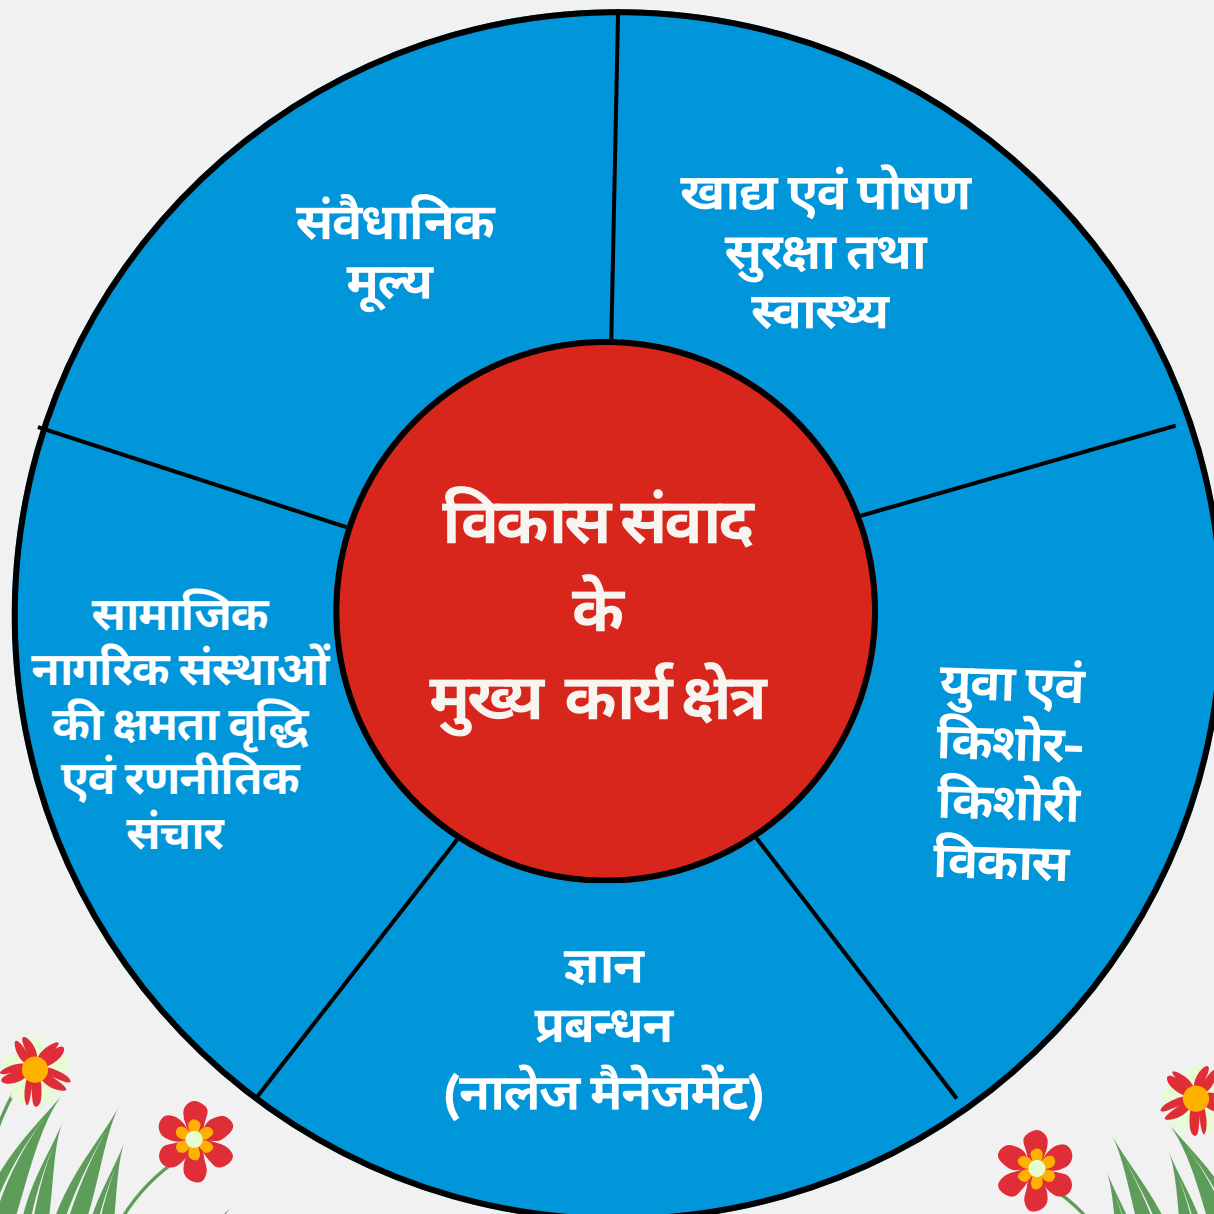 संवैधानिक
मूल्य
खाद्य एवं पोषण
सुरक्षा तथा
स्वास्थ्य
विकास संवाद
के
मुख्य कार्य क्षेत्र
सामाजिक
नागरिक संस्थाओं
की क्षमता वृद्धि
एवं रणनीतिक
संचार
युवा एवं
किशोर-
किशोरी
विकास
ज्ञान
प्रबन्धन
(नालेज मैनेजमेंट)